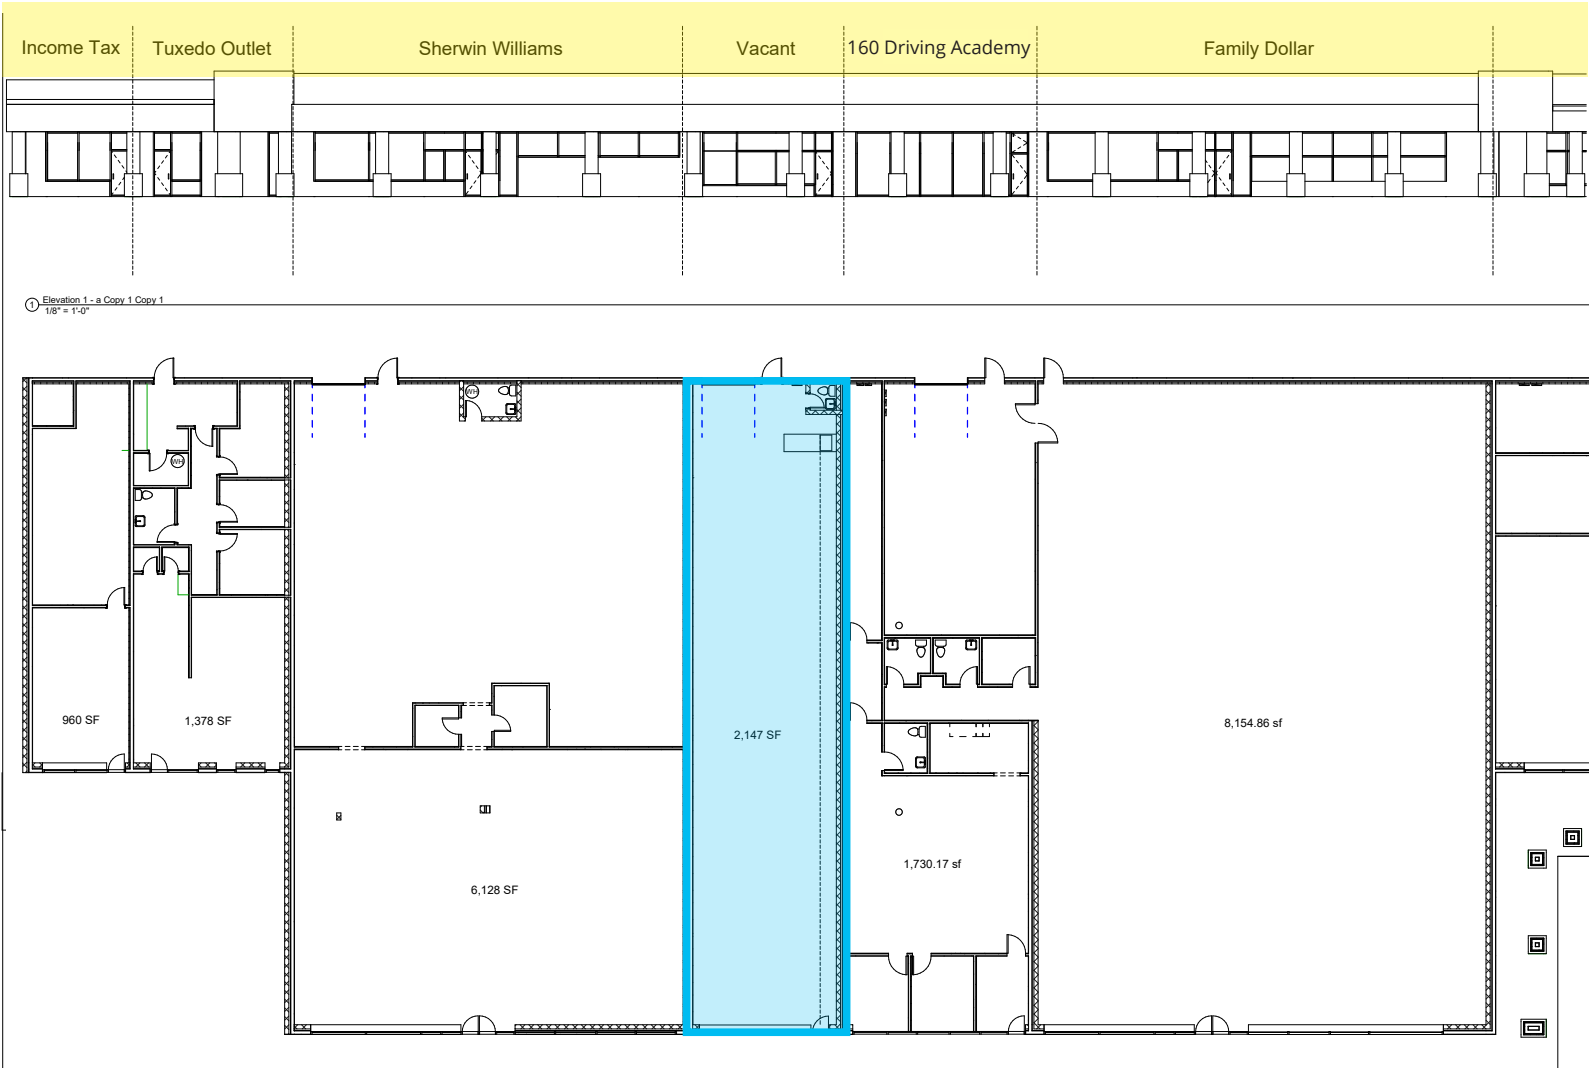 Income Tax
Tuxedo Outlet
Sherwin Williams
Vacant
160 Driving Academy
Family Dollar
1
Elevation 1 - a Copy 1 Copy 1
1/8" = 1'-0"
WH
WH
960 SF
1,378 SF
2,147 SF
8,154.86 sf
1,730.17 sf
6,128 SF